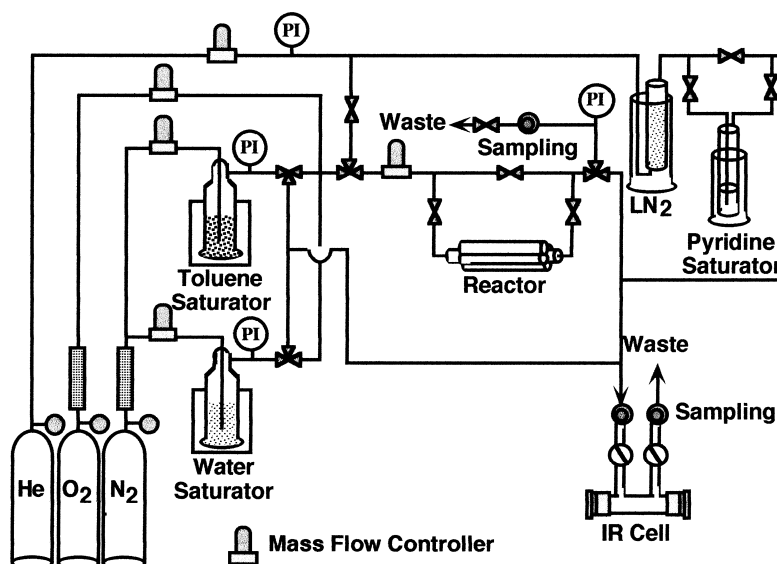 PI
PI
Waste
Sampling
PI
LN2
Pyridine
Saturator
Toluene
Saturator
Reactor
PI
Waste
Sampling
He
O2
N2
Water
Saturator
IR Cell
Mass Flow Controller